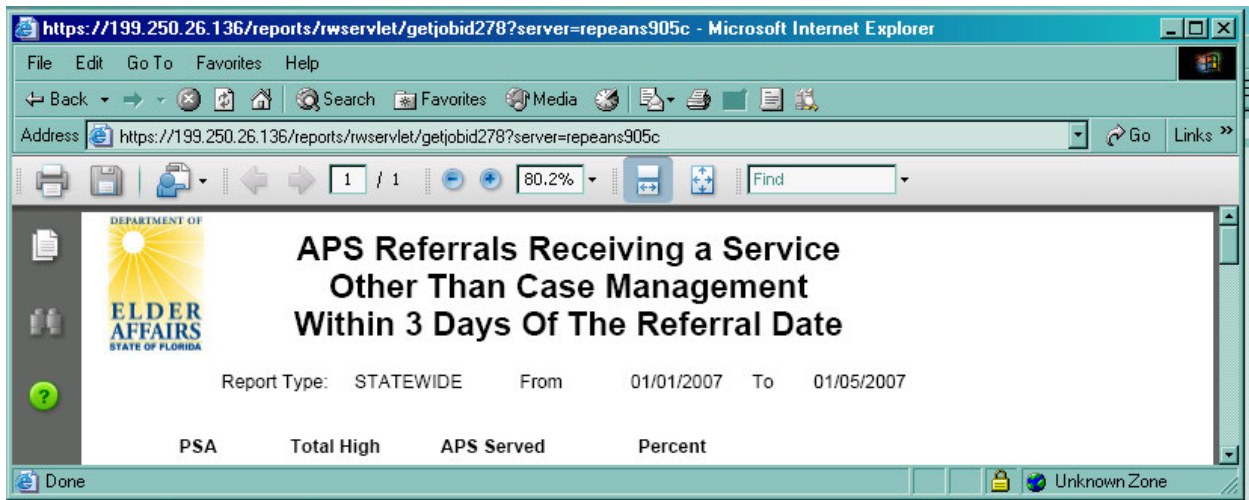 https://199.250.26.136/reports/rwservlet/getjobid278?server=repeans905c - Microsoft Internet Explorer
File Edit Go To Favorites Help
Back Search Favorites Media
Address https://199.250.26.136/reports/rwservlet/getjobid278?server=repeans905c Go Links »
1 / 1 80.2% Find
DEPARTMENT OF
ELDER
AFFAIRS
STATE OF FLORIDA
APS Referrals Receiving a Service
Other Than Case Management
Within 3 Days Of The Referral Date
Report Type: STATEWIDE From 01/01/2007 To 01/05/2007
PSA Total High APS Served Percent
Done Unknown Zone